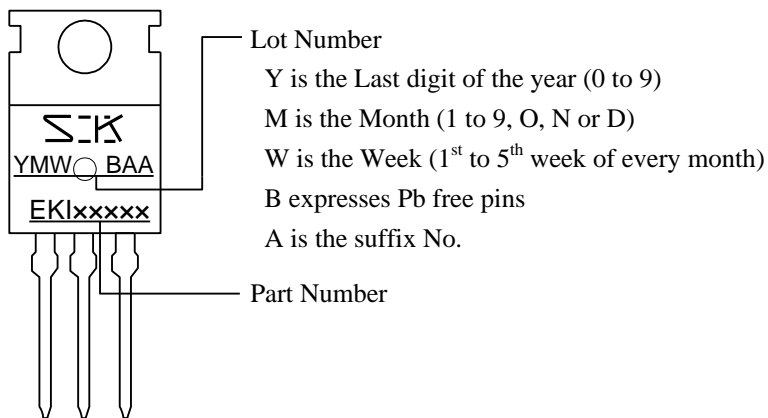 Lot Number
Y is the Last digit of the year (0 to 9)
M is the Month (1 to 9, O, N or D)
W is the Week (1st to 5th week of every month)
B expresses Pb free pins
A is the suffix No.
Part Number
SK
YMW○ BAA
EKI×××××